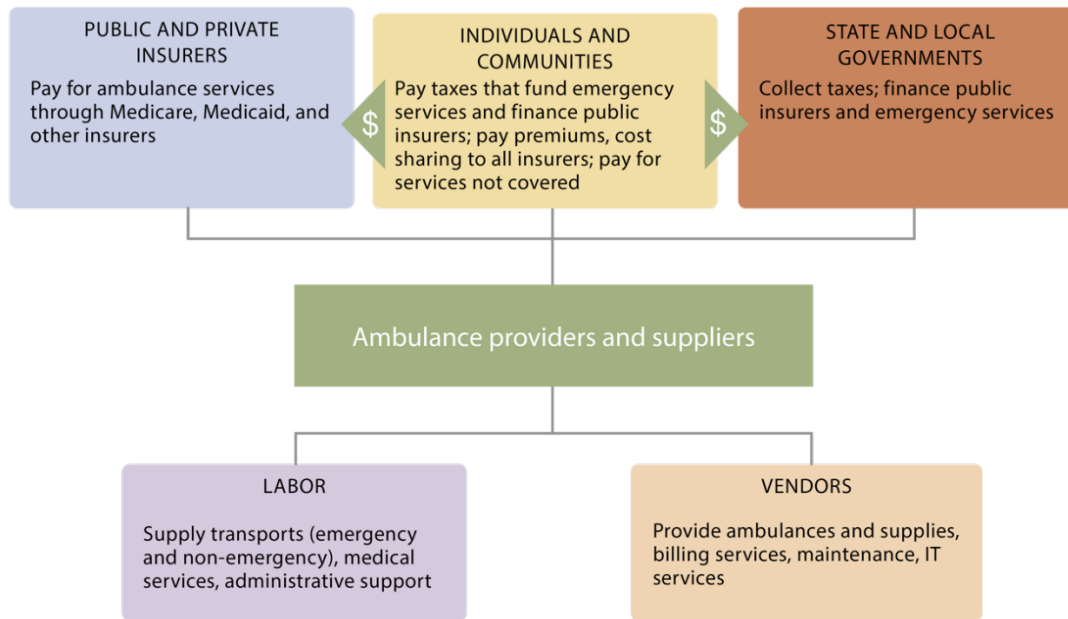 PUBLIC AND PRIVATE
INSURERS
Pay for ambulance services
through Medicare, Medicaid, and
other insurers
$
INDIVIDUALS AND
COMMUNITIES
Pay taxes that fund emergency
services and finance public
insurers; pay premiums, cost
sharing to all insurers; pay for
services not covered
$
STATE AND LOCAL
GOVERNMENTS
Collect taxes; finance public
insurers and emergency services
Ambulance providers and suppliers
LABOR
Supply transports (emergency
and non-emergency), medical
services, administrative support
VENDORS
Provide ambulances and supplies,
billing services, maintenance, IT
services